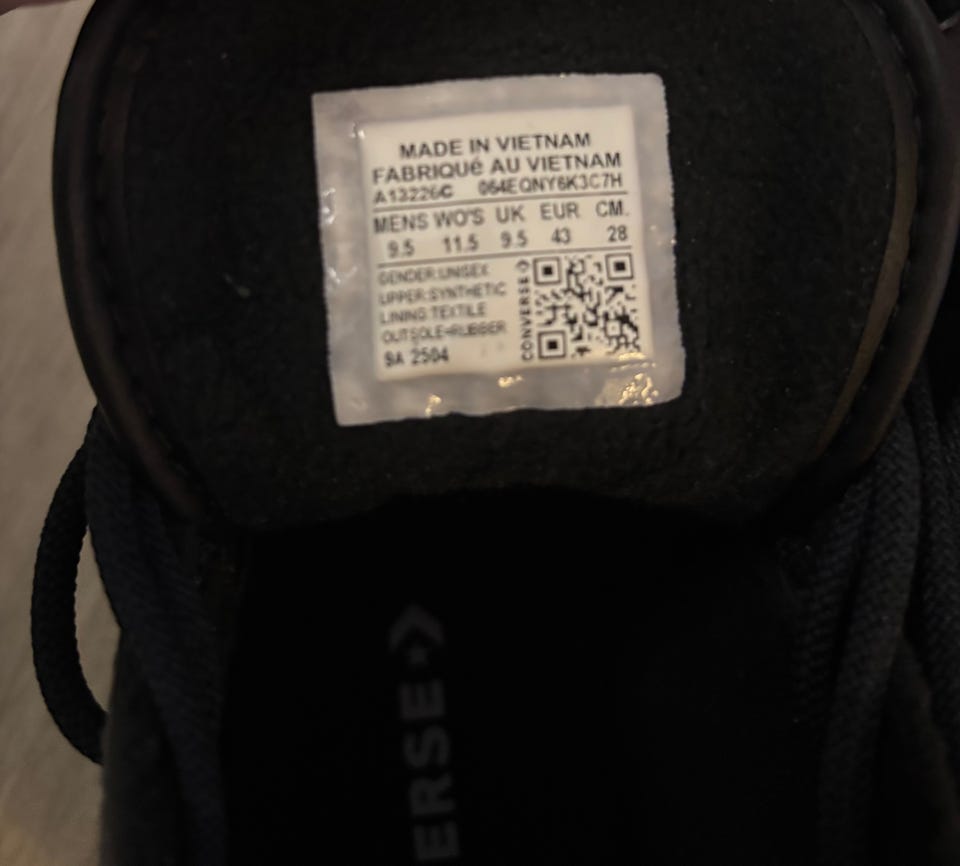 MADE IN VIETNAM
FABRIQUé AU VIETNAM
A13226C 064EQNY6K3C7H
MENS WO'S UK EUR CM.
9.5 11.5 9.5 43 28
GENDER:UNISEX
UPPER:SYNTHETIC
LINING:TEXTILE
OUTSOLE=RUBBER
SA 2504
CONVERSE
ERSE